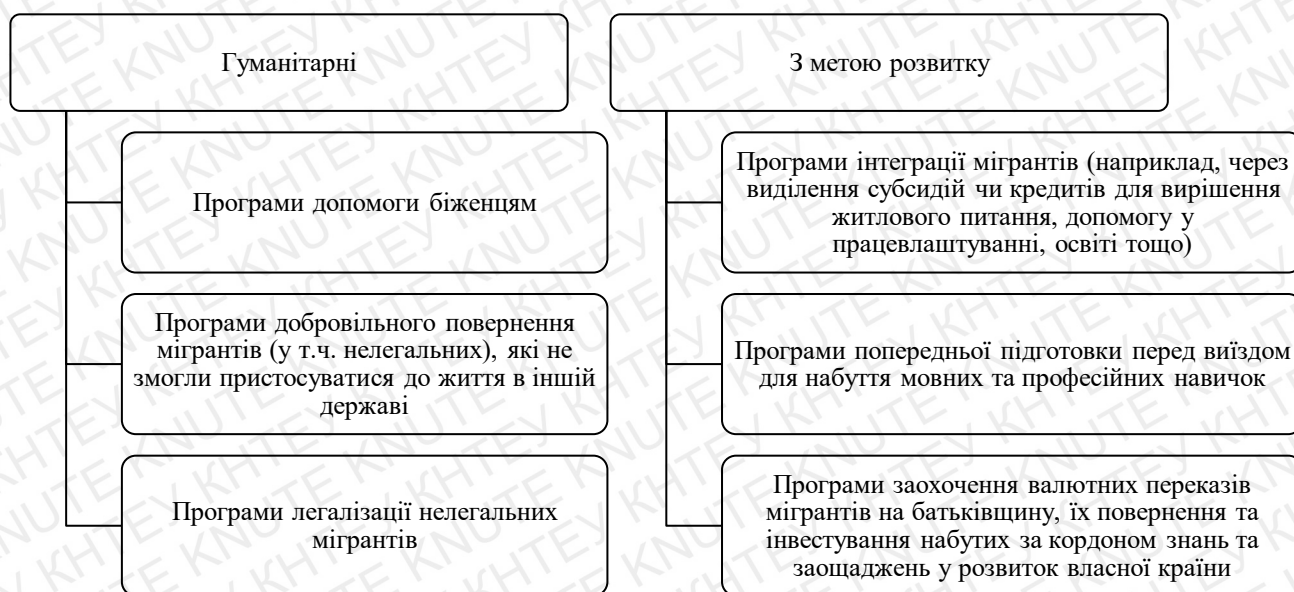 Гуманітарні
Програми допомоги біженцям
Програми добровільного повернення
мігрантів (у т.ч. нелегальних), які не
змогли пристосуватися до життя в іншій
державі
Програми легалізації нелегальних
мігрантів
З метою розвитку
Програми інтеграції мігрантів (наприклад, через
виділення субсидій чи кредитів для вирішення
житлового питання, допомогу у
працевлаштуванні, освіті тощо)
Програми попередньої підготовки перед виїздом
для набуття мовних та професійних навичок
Програми заохочення валютних переказів
мігрантів на батьківщину, їх повернення та
інвестування набутих за кордоном знань та
заощаджень у розвиток власної країни